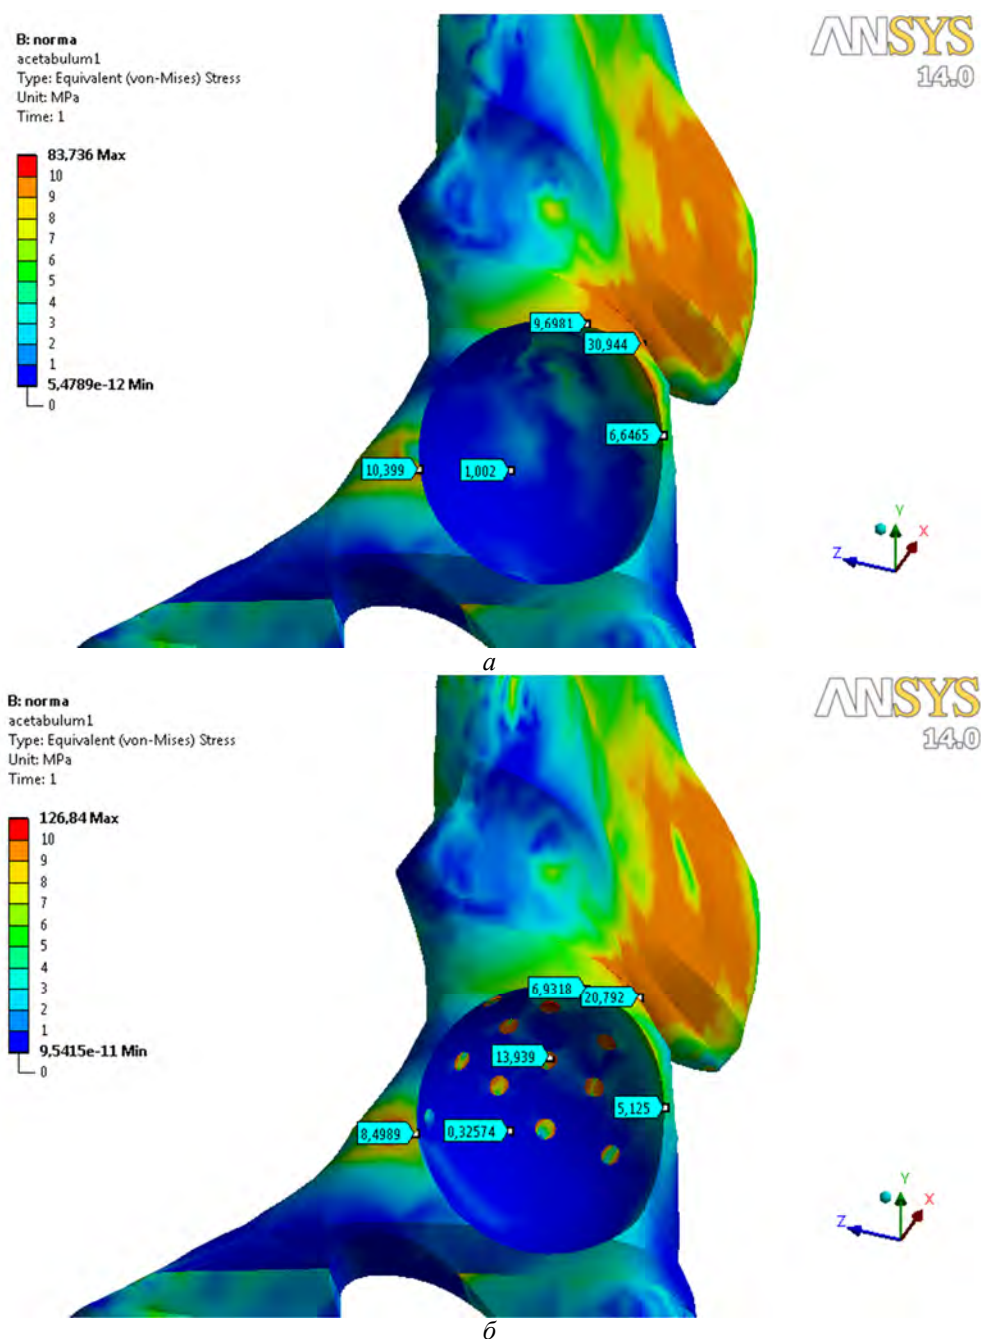 B: norma
acetabulum1
Type: Equivalent (von-Mises) Stress
Unit: MPa
Time: 1
ANSYS
14.0
83,736 Max
10
9
8
7
6
5
4
3
2
1
5,4789e-12 Min
0
9,6981
30,944
6,6465
10,399
1,002
Y
X
Z
а
B: norma
acetabulum1
Type: Equivalent (von-Mises) Stress
Unit: MPa
Time: 1
ANSYS
14.0
126,84 Max
10
9
8
7
6
5
4
3
2
1
9,5415e-11 Min
0
6,9318
20,792
13,939
5,125
8,4989
0,32574
Y
X
Z
б